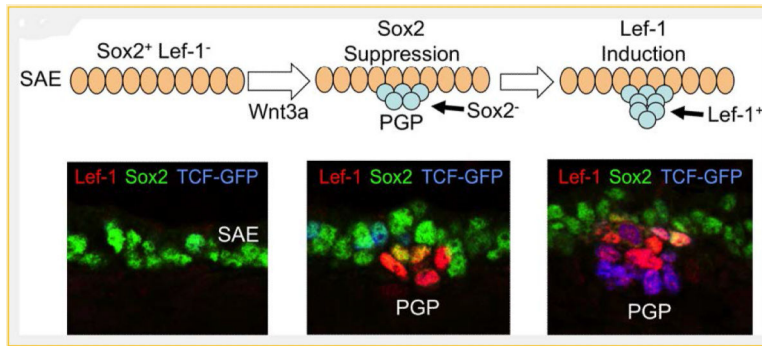 Sox2⁺ Lef-1⁻
Sox2
Suppression
Lef-1
Induction
SAE
Wnt3a
PGP
Sox2⁻
Lef-1⁺
Lef-1 Sox2 TCF-GFP
SAE
Lef-1 Sox2 TCF-GFP
PGP
Lef-1 Sox2 TCF-GFP
PGP